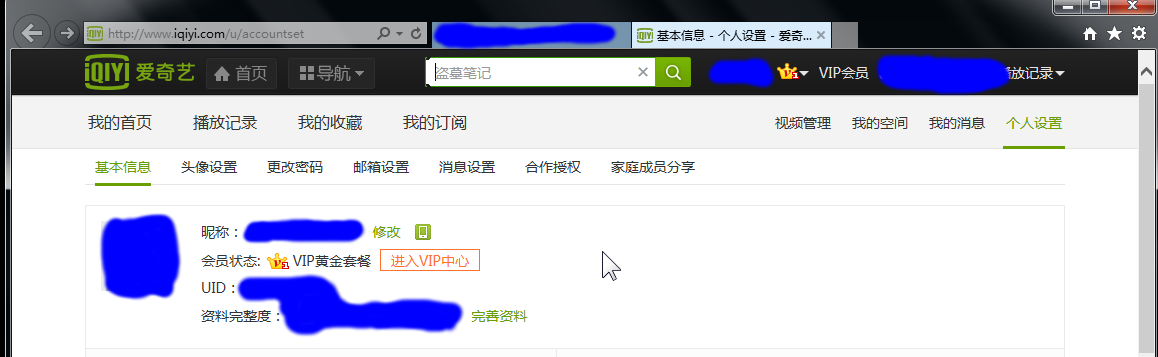 http://www.iqiyi.com/u/accountset
基本信息 - 个人设置 - 爱奇...
iQIYI 爱奇艺 首页 导航 盗墓笔记 VIP会员 播放记录
我的首页 播放记录 我的收藏 我的订阅 视频管理 我的空间 我的消息 个人设置
基本信息 头像设置 更改密码 邮箱设置 消息设置 合作授权 家庭成员分享
昵称： 修改
会员状态: VIP黄金套餐 进入VIP中心
UID：
资料完整度： 完善资料